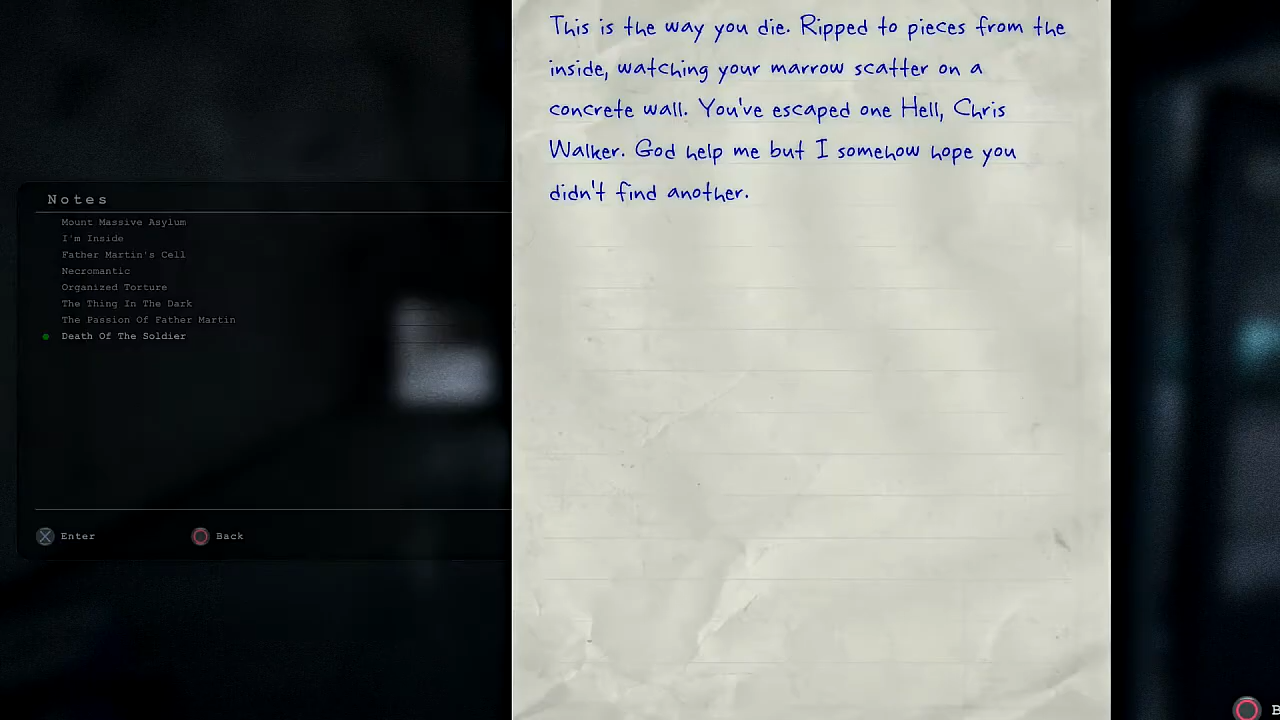 This is the way you die. Ripped to pieces from the
inside, watching your marrow scatter on a
concrete wall. You've escaped one Hell, Chris
Walker. God help me but I somehow hope you
didn't find another.
Notes
Mount Massive Asylum
I'm Inside
Father Martin's Cell
Necromantic
Organized Torture
The Thing In The Dark
The Passion Of Father Martin
Death Of The Soldier
Enter
Back